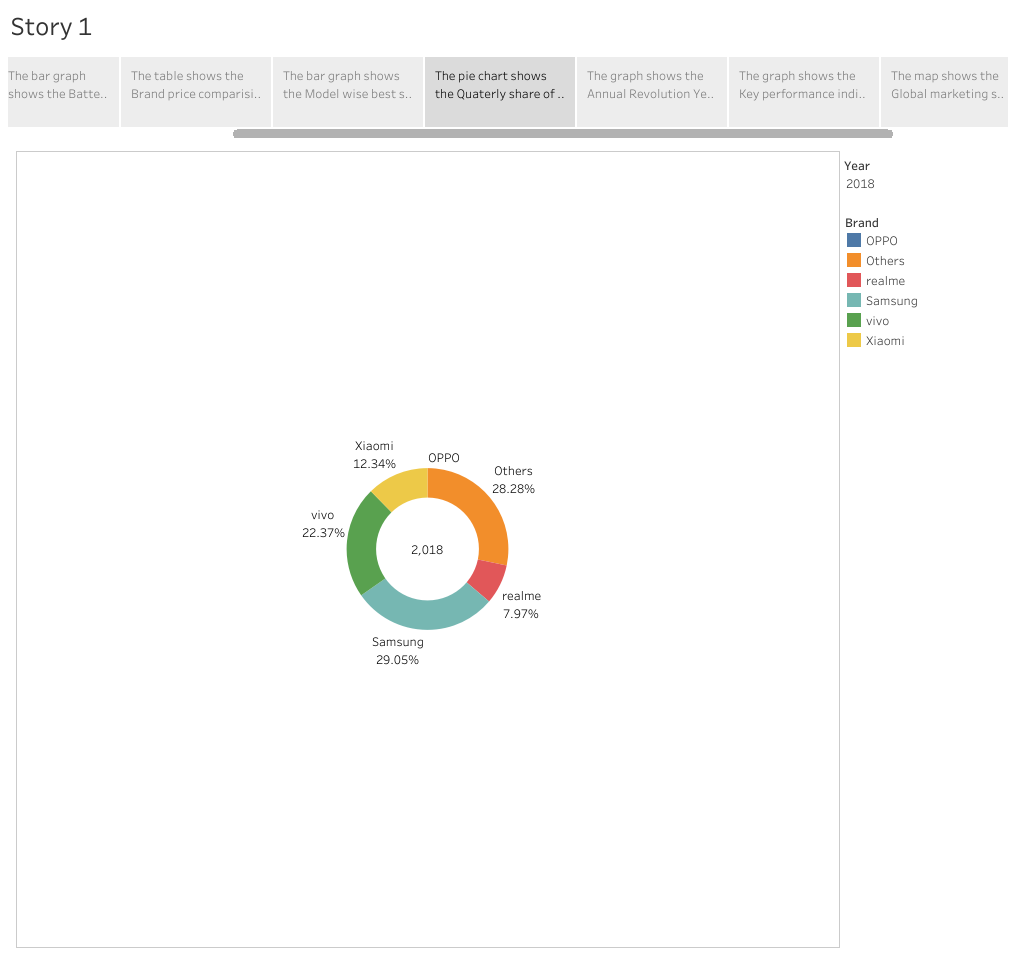 Story 1
The bar graph
shows the Batte..
The table shows the
Brand price comparisi..
The bar graph shows
the Model wise best s..
The pie chart shows
the Quaterly share of ..
The graph shows the
Annual Revolution Ye..
The graph shows the
Key performance indi..
The map shows the
Global marketing s..
Year
2018
Brand
OPPO
Others
realme
Samsung
vivo
Xiaomi
Xiaomi
12.34%
OPPO
Others
28.28%
vivo
22.37%
2,018
realme
7.97%
Samsung
29.05%